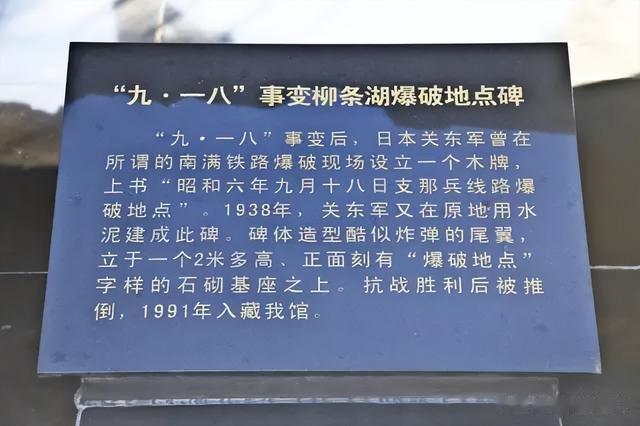 “九·一八”事变柳条湖爆破地点碑
“九·一八”事变后，日本关东军曾在
所谓的南满铁路爆破现场设立一个木牌，
上书“昭和六年九月十八日支那兵线路爆
破地点”。1938年，关东军又在原地用水
泥建成此碑。碑体造型酷似炸弹的尾翼，
立于一个2米多高、正面刻有“爆破地点”
字样的石砌基座之上。抗战胜利后被推
倒，1991年入藏我馆。